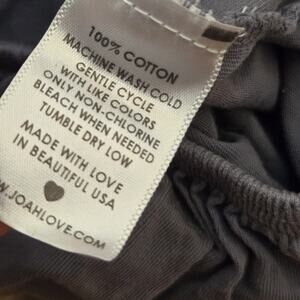 100% COTTON
MACHINE WASH COLD
GENTLE CYCLE
WITH LIKE COLORS
ONLY NON-CHLORINE
BLEACH WHEN NEEDED
TUMBLE DRY LOW
MADE WITH LOVE
IN BEAUTIFUL USA
W.JOAHLOVE.COM